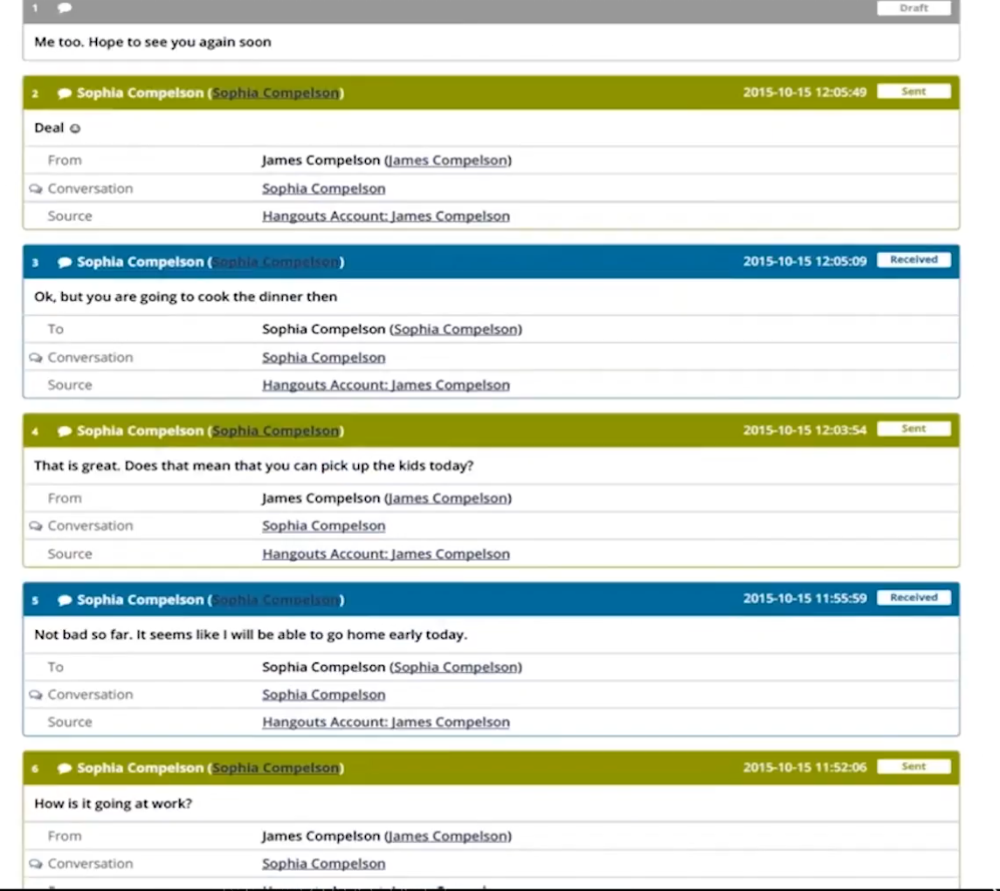 1 Draft
Me too. Hope to see you again soon
2 Sophia Compelson (Sophia Compelson) 2015-10-15 12:05:49 Sent
Deal ☺
From James Compelson (James Compelson)
Conversation Sophia Compelson
Source Hangouts Account: James Compelson
3 Sophia Compelson (Sophia Compelson) 2015-10-15 12:05:09 Received
Ok, but you are going to cook the dinner then
To Sophia Compelson (Sophia Compelson)
Conversation Sophia Compelson
Source Hangouts Account: James Compelson
4 Sophia Compelson (Sophia Compelson) 2015-10-15 12:03:54 Sent
That is great. Does that mean that you can pick up the kids today?
From James Compelson (James Compelson)
Conversation Sophia Compelson
Source Hangouts Account: James Compelson
5 Sophia Compelson (Sophia Compelson) 2015-10-15 11:55:59 Received
Not bad so far. It seems like I will be able to go home early today.
To Sophia Compelson (Sophia Compelson)
Conversation Sophia Compelson
Source Hangouts Account: James Compelson
6 Sophia Compelson (Sophia Compelson) 2015-10-15 11:52:06 Sent
How is it going at work?
From James Compelson (James Compelson)
Conversation Sophia Compelson